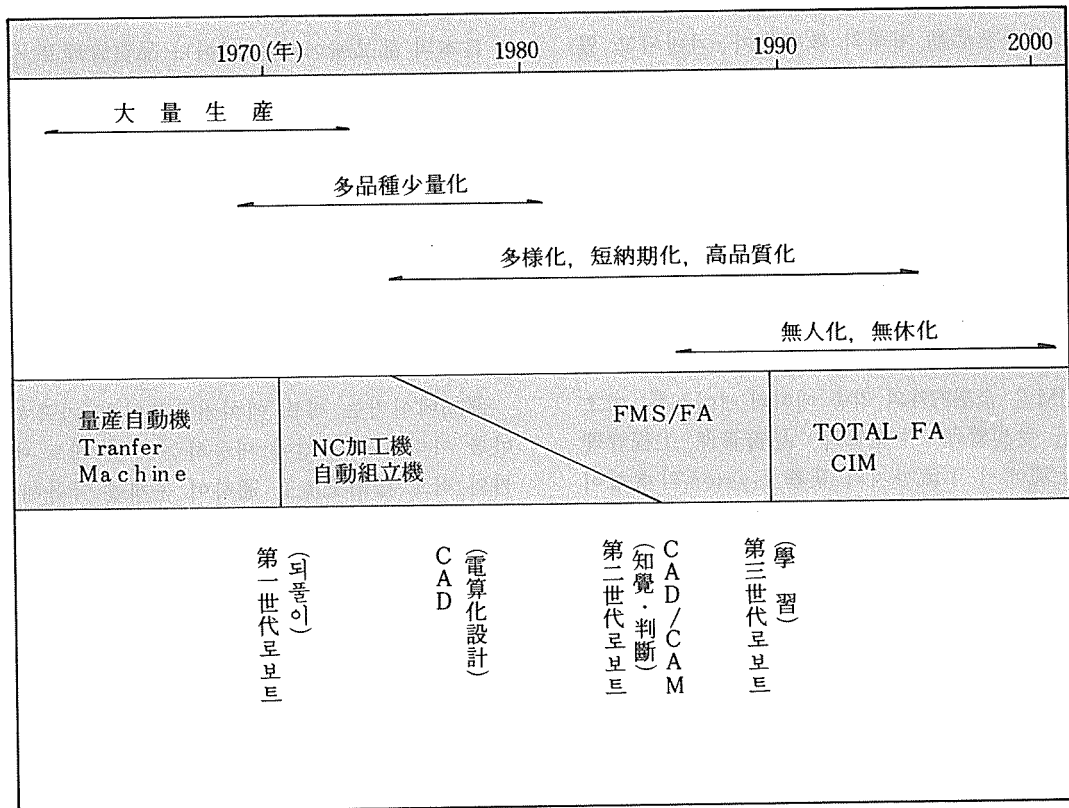 1970(年) 1980 1990 2000
大量生産
多品種少量化
多様化, 短納期化, 高品質化
無人化, 無休化
量産自動機
Tranfer
Machine
NC加工機
自動組立機
FMS/FA
TOTAL FA
CIM
第一世代로보트
(되풀이)
CAD
(電算化設計)
第二世代로보트
(知覺·判斷)
CAD/CAM
第三世代로보트
(學習)